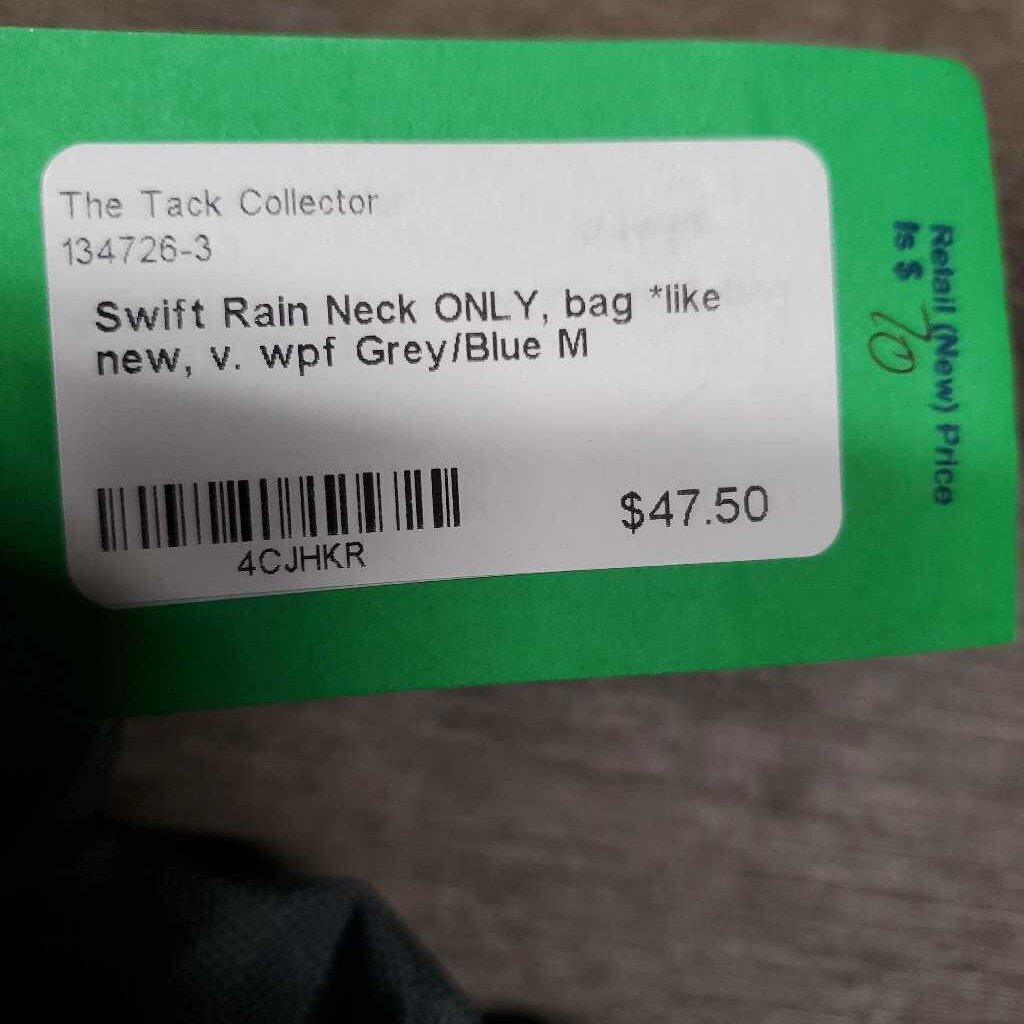 The Tack Collector
134726-3
Swift Rain Neck ONLY, bag *like
new, v. wpf Grey/Blue M
4CJHKR
$47.50
Retail (New) Price
Is $ 70